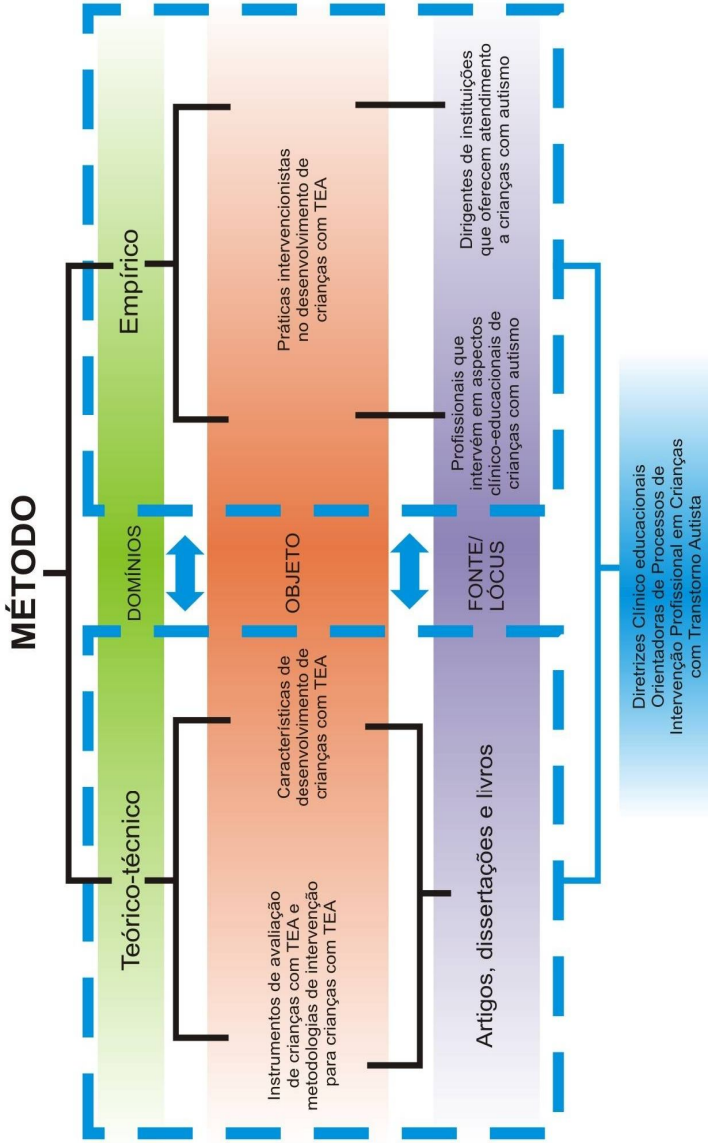 MÉTODO
Teórico-técnico
DOMÍNIOS
Empírico
Instrumentos de avaliação
de crianças com TEA e
metodologias de intervenção
para crianças com TEA
Características de
desenvolvimento de
crianças com TEA
OBJETO
Práticas intervencionistas
no desenvolvimento de
crianças com TEA
Artigos, dissertações e livros
FONTE/
LÓCUS
Profissionais que
intervém em aspectos
clínico-educacionais de
crianças com autismo
Dirigentes de instituições
que oferecem atendimento
a crianças com autismo
Diretrizes Clínico educacionais
Orientadoras de Processos de
Intervenção Profissional em Crianças
com Transtorno Autista